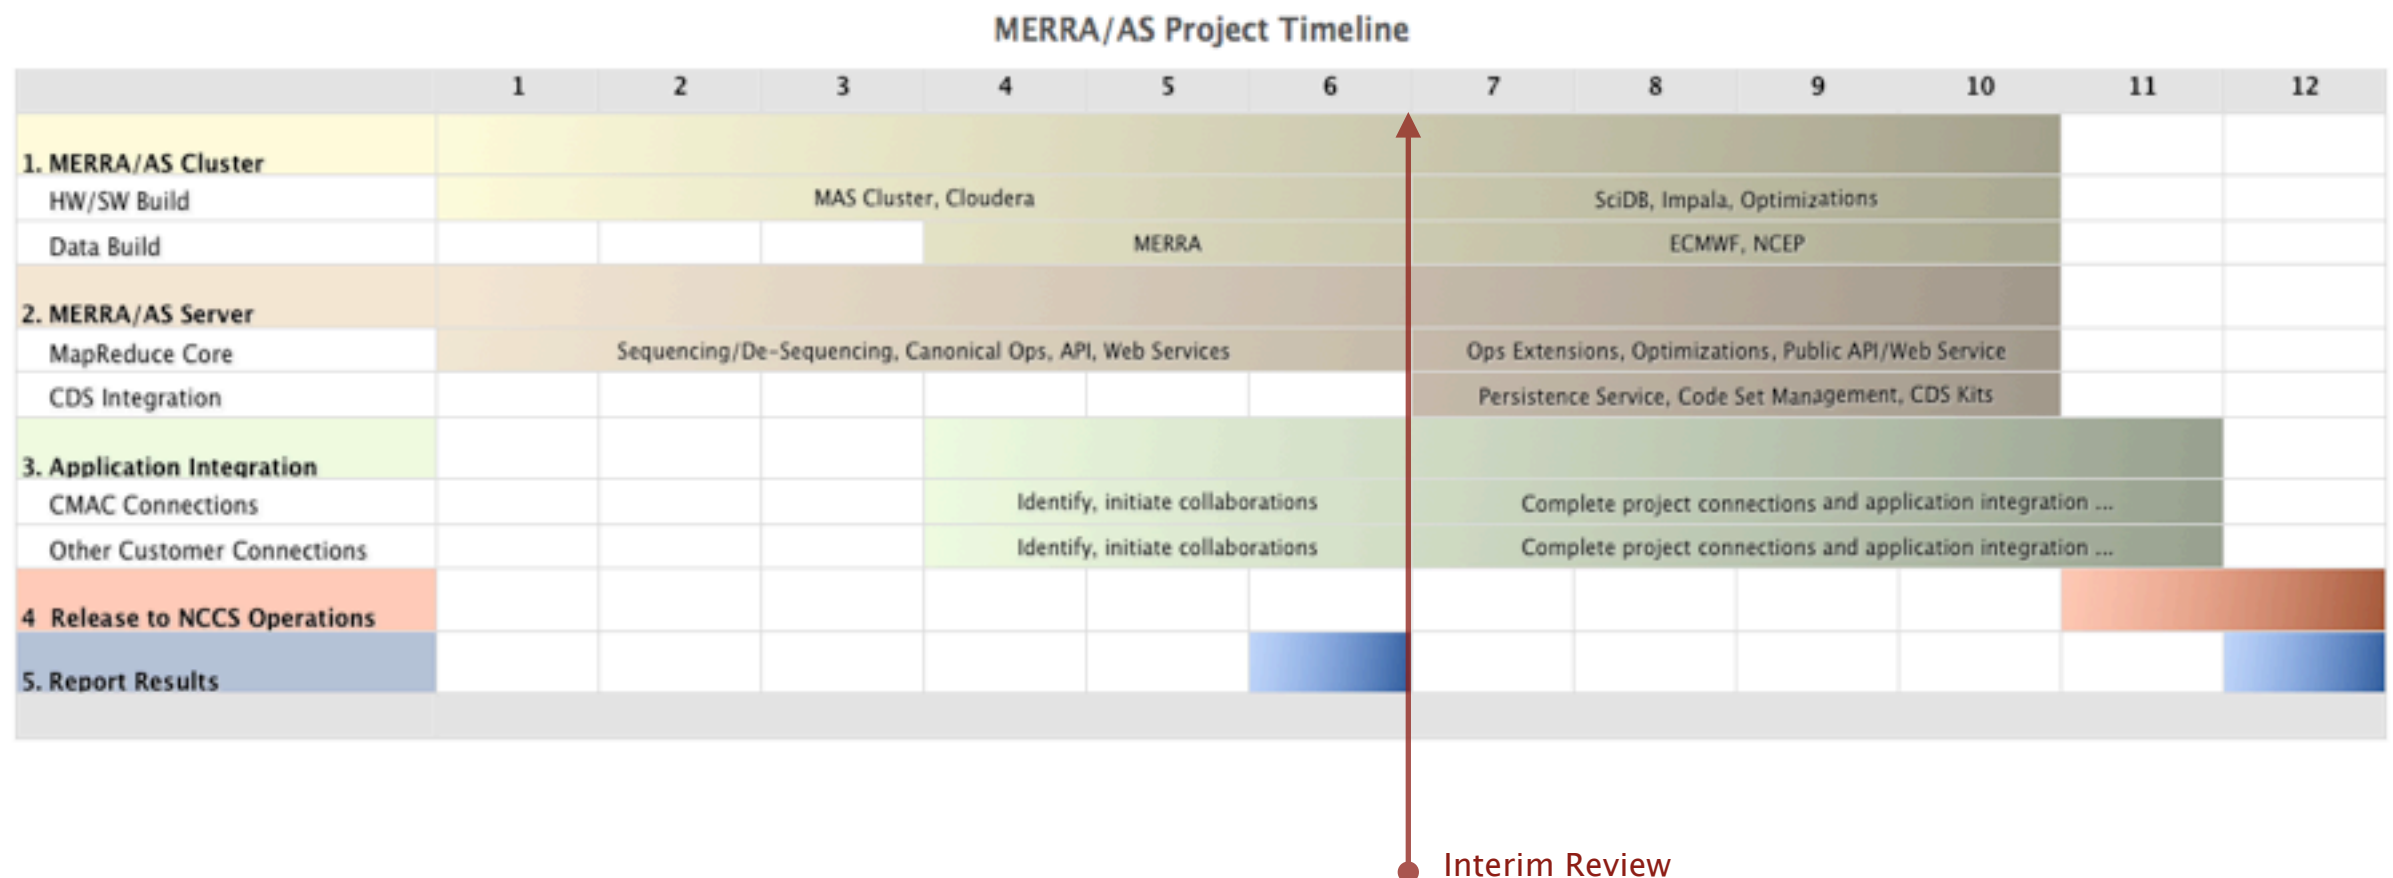 MERRA/AS Project Timeline
1 2 3 4 5 6 7 8 9 10 11 12
1. MERRA/AS Cluster
HW/SW Build MAS Cluster, Cloudera SciDB, Impala, Optimizations
Data Build MERRA ECMWF, NCEP
2. MERRA/AS Server
MapReduce Core Sequencing/De-Sequencing, Canonical Ops, API, Web Services Ops Extensions, Optimizations, Public API/Web Service
CDS Integration Persistence Service, Code Set Management, CDS Kits
3. Application Integration
CMAC Connections Identify, initiate collaborations Complete project connections and application integration ...
Other Customer Connections Identify, initiate collaborations Complete project connections and application integration ...
4 Release to NCCS Operations
5. Report Results
Interim Review